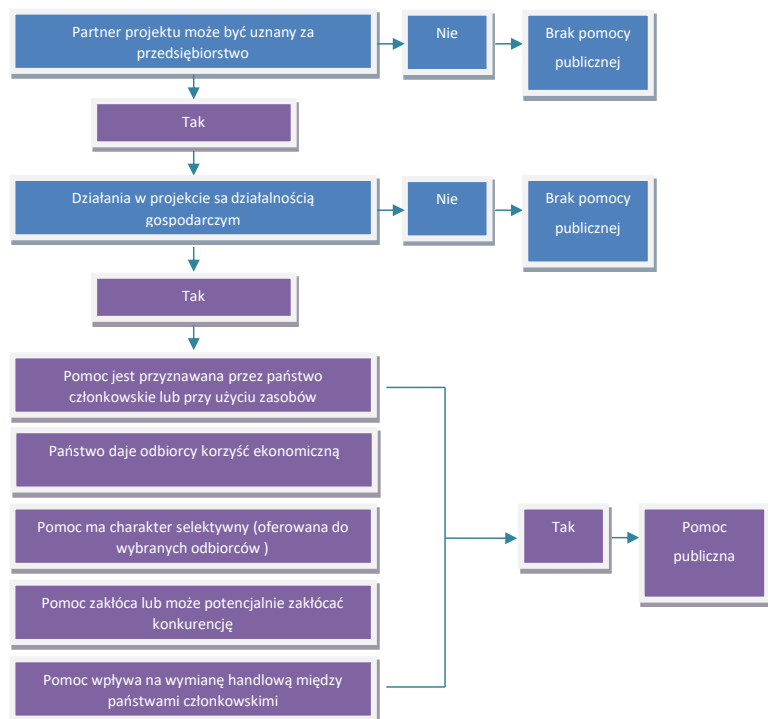 Partner projektu może być uznany za
przedsiębiorstwo
Nie
Brak pomocy
publicznej
Tak
Działania w projekcie sa działalnością
gospodarczym
Nie
Brak pomocy
publicznej
Tak
Pomoc jest przyznawana przez państwo
członkowskie lub przy użyciu zasobów
Państwo daje odbiorcy korzyść ekonomiczną
Pomoc ma charakter selektywny (oferowana do
wybranych odbiorców )
Pomoc zakłóca lub może potencjalnie zakłócać
konkurencję
Pomoc wpływa na wymianę handlową między
państwami członkowskimi
Tak
Pomoc
publiczna